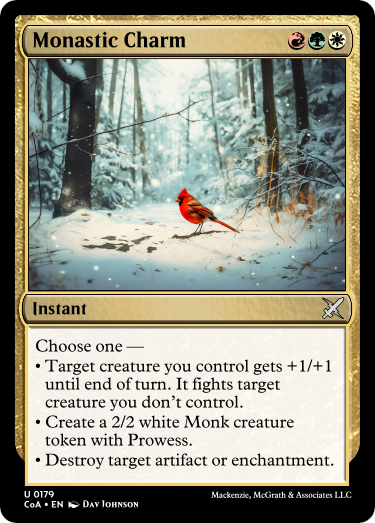 Monastic Charm
Instant
Choose one —
• Target creature you control gets +1/+1
until end of turn. It fights target
creature you don't control.
• Create a 2/2 white Monk creature
token with Prowess.
• Destroy target artifact or enchantment.
U 0179
CoA • EN Day Johnson
Mackenzie, McGrath & Associates LLC